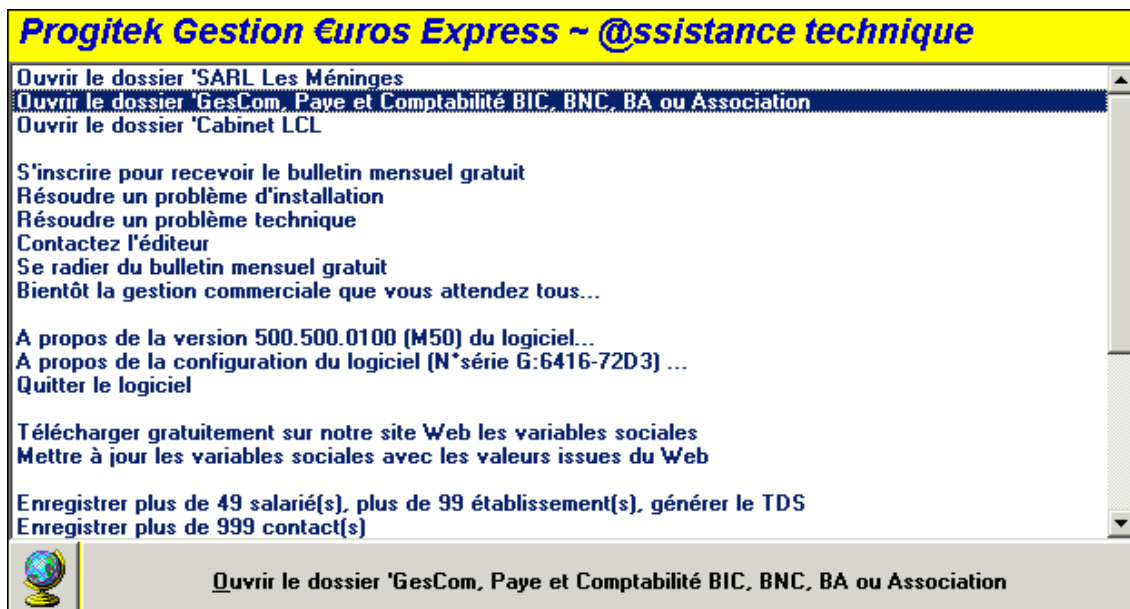 Progitek Gestion €uros Express ~ @ssistance technique
Ouvrir le dossier 'SARL Les Méninges
Ouvrir le dossier 'GesCom, Paye et Comptabilité BIC, BNC, BA ou Association
Ouvrir le dossier 'Cabinet LCL
S'inscrire pour recevoir le bulletin mensuel gratuit
Résoudre un problème d'installation
Résoudre un problème technique
Contactez l'éditeur
Se radier du bulletin mensuel gratuit
Bientôt la gestion commerciale que vous attendez tous...
A propos de la version 500.500.0100 (M50) du logiciel...
A propos de la configuration du logiciel (N°série G:6416-72D3) ...
Quitter le logiciel
Télécharger gratuitement sur notre site Web les variables sociales
Mettre à jour les variables sociales avec les valeurs issues du Web
Enregistrer plus de 49 salarié(s), plus de 99 établissement(s), générer le TDS
Enregistrer plus de 999 contact(s)
Ouvrir le dossier 'GesCom, Paye et Comptabilité BIC, BNC, BA ou Association